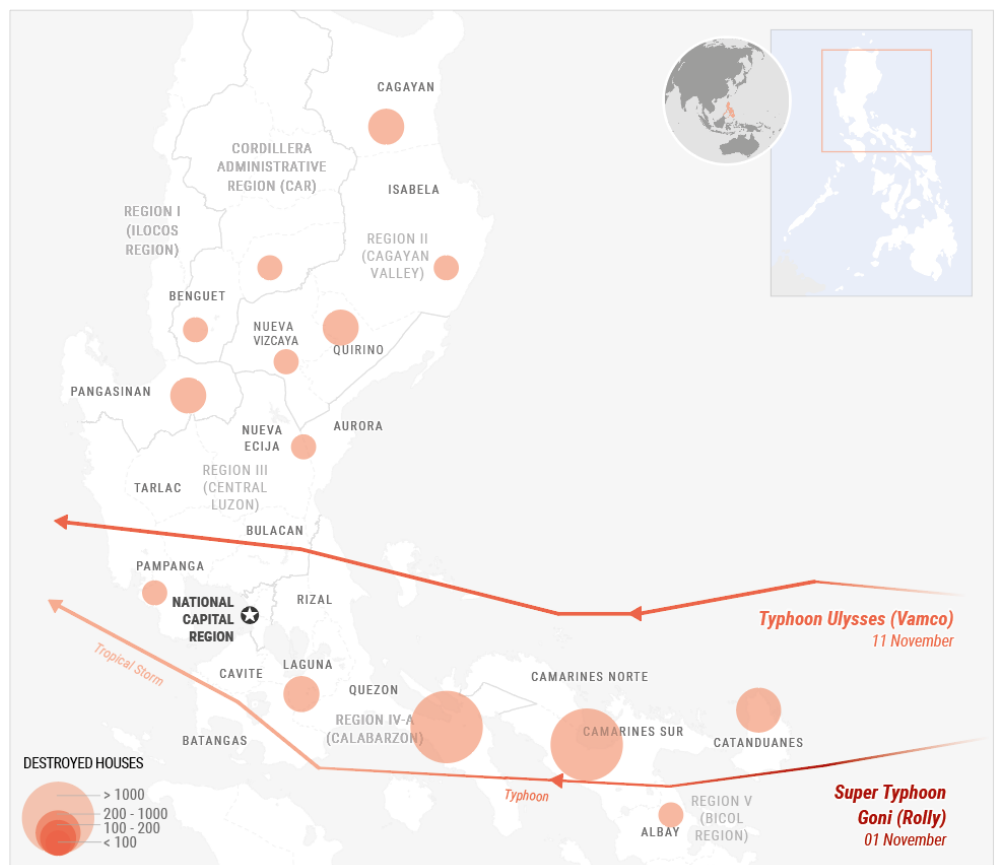 CAGAYAN
CORDILLERA
ADMINISTRATIVE
REGION (CAR)
ISABELA
REGION I
(ILOCOS
REGION)
REGION II
(CAGAYAN
VALLEY)
BENGUET
NUEVA
VIZCAYA
QUIRINO
PANGASINAN
NUEVA
ECIJA
AURORA
TARLAC
REGION III
(CENTRAL
LUZON)
BULACAN
PAMPANGA
NATIONAL
CAPITAL
REGION
RIZAL
Typhoon Ulysses (Vamco)
11 November
Tropical Storm
CAVITE
LAGUNA
QUEZON
CAMARINES NORTE
REGION IV-A
(CALABARZON)
CAMARINES SUR
CATANDUANES
BATANGAS
DESTROYED HOUSES
> 1000
200 - 1000
100 - 200
< 100
Typhoon
REGION V
(BICOL
REGION)
ALBAY
Super Typhoon
Goni (Rolly)
01 November